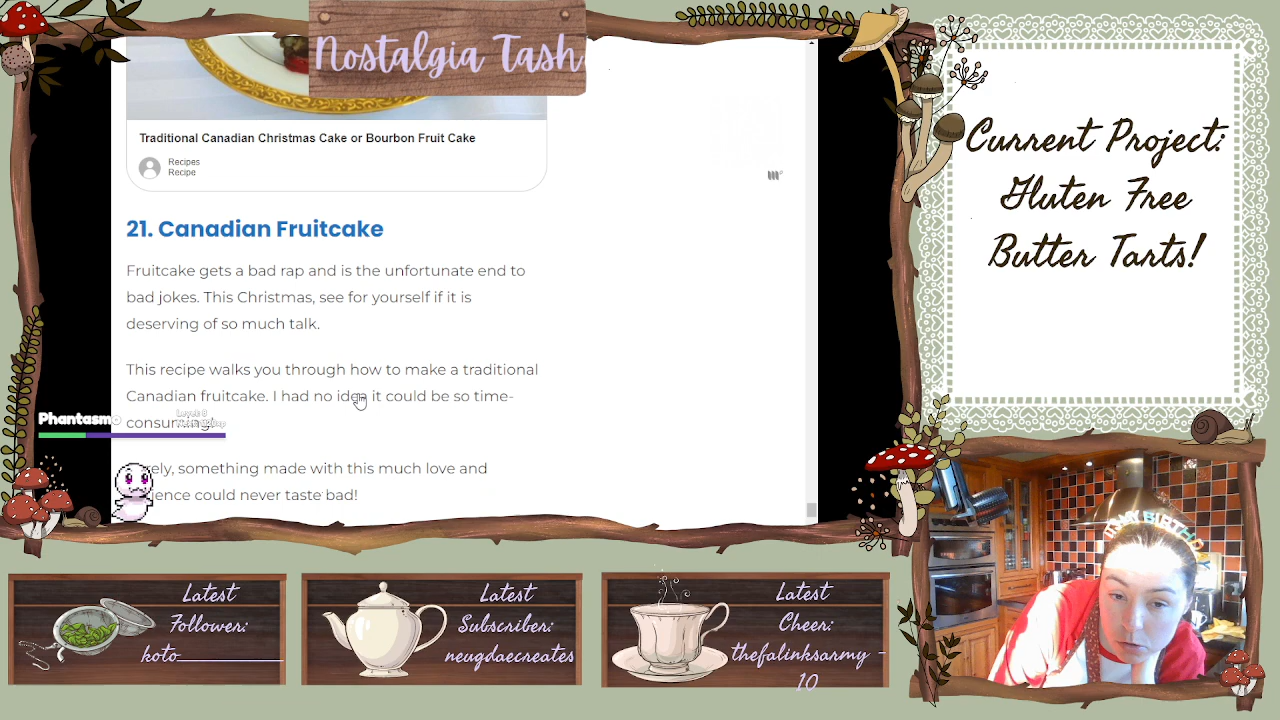 Nostalgia Tash
Traditional Canadian Christmas Cake or Bourbon Fruit Cake
Recipes
Recipe
21. Canadian Fruitcake
Fruitcake gets a bad rap and is the unfortunate end to
bad jokes. This Christmas, see for yourself if it is
deserving of so much talk.
This recipe walks you through how to make a traditional
Canadian fruitcake. I had no idea it could be so time-
consuming!
Phantasmo
something made with this much love and
could never taste bad!
Current Project:
Gluten Free
Butter Tarts!
Latest
Follower:
koto
Latest
Subscriber:
neugdaecreates
Latest
Cheer:
thefalinksarmy -
10